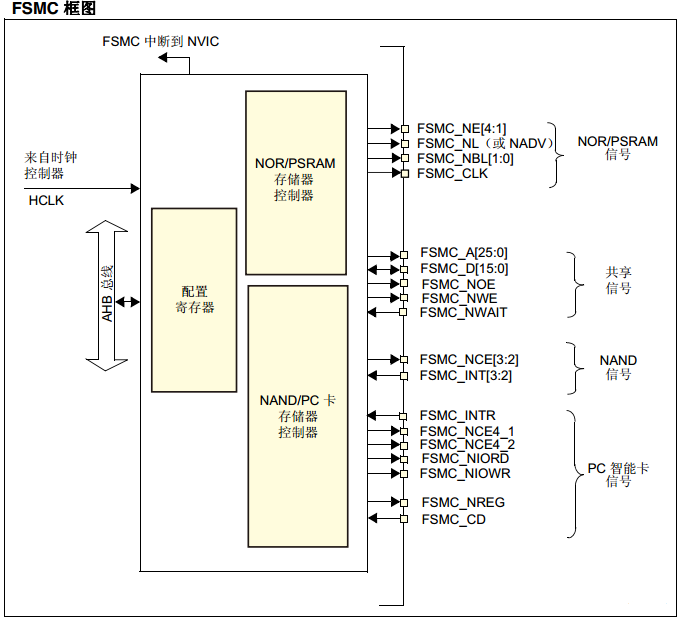 FSMC 框图
FSMC 中断到 NVIC
来自时钟
控制器
HCLK
AHB 总线
配置
寄存器
NOR/PSRAM
存储器
控制器
NAND/PC 卡
存储器
控制器
FSMC_NE[4:1]
FSMC_NL（或 NADV）
FSMC_NBL[1:0]
FSMC_CLK
NOR/PSRAM
信号
FSMC_A[25:0]
FSMC_D[15:0]
FSMC_NOE
FSMC_NWE
FSMC_NWAIT
共享
信号
FSMC_NCE[3:2]
FSMC_INT[3:2]
NAND
信号
FSMC_INTR
FSMC_NCE4_1
FSMC_NCE4_2
FSMC_NIORD
FSMC_NIOWR
FSMC_NREG
FSMC_CD
PC 智能卡
信号